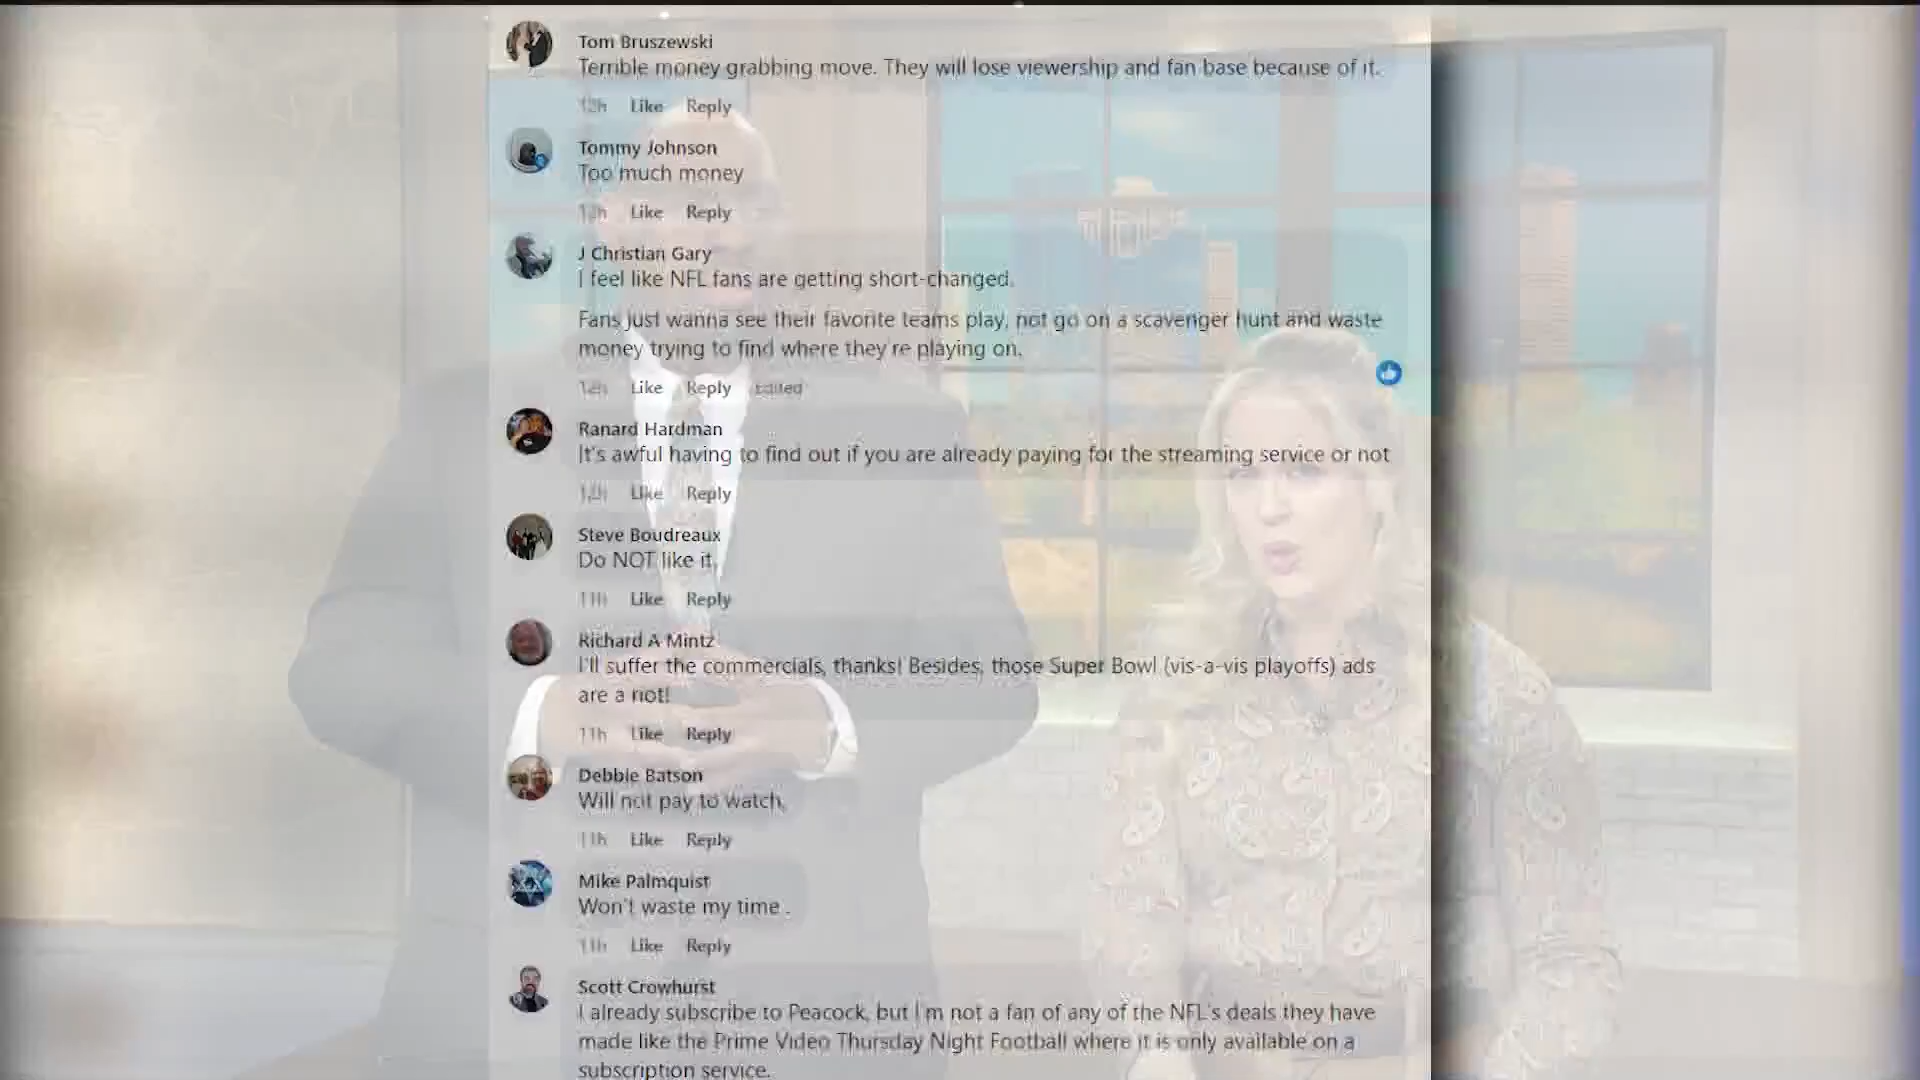 Tom Bruszewski
Terrible money grabbing move. They will lose viewership and fan base because of it.
12h Like Reply
Tommy Johnson
Too much money
12h Like Reply
J Christian Gary
I feel like NFL fans are getting short-changed.
Fans just wanna see their favorite teams play, not go on a scavenger hunt and waste
money trying to find where they're playing on.
12h Like Reply Edited
Ranard Hardman
It's awful having to find out if you are already paying for the streaming service or not
12h Like Reply
Steve Boudreaux
Do NOT like it.
11h Like Reply
Richard A Mintz
I'll suffer the commercials, thanks! Besides, those Super Bowl (vis-a-vis playoffs) ads
are a riot!
11h Like Reply
Debbie Batson
Will not pay to watch.
11h Like Reply
Mike Palmquist
Won't waste my time .
11h Like Reply
Scott Crowhurst
I already subscribe to Peacock, but I'm not a fan of any of the NFL's deals they have
made like the Prime Video Thursday Night Football where it is only available on a
subscription service.